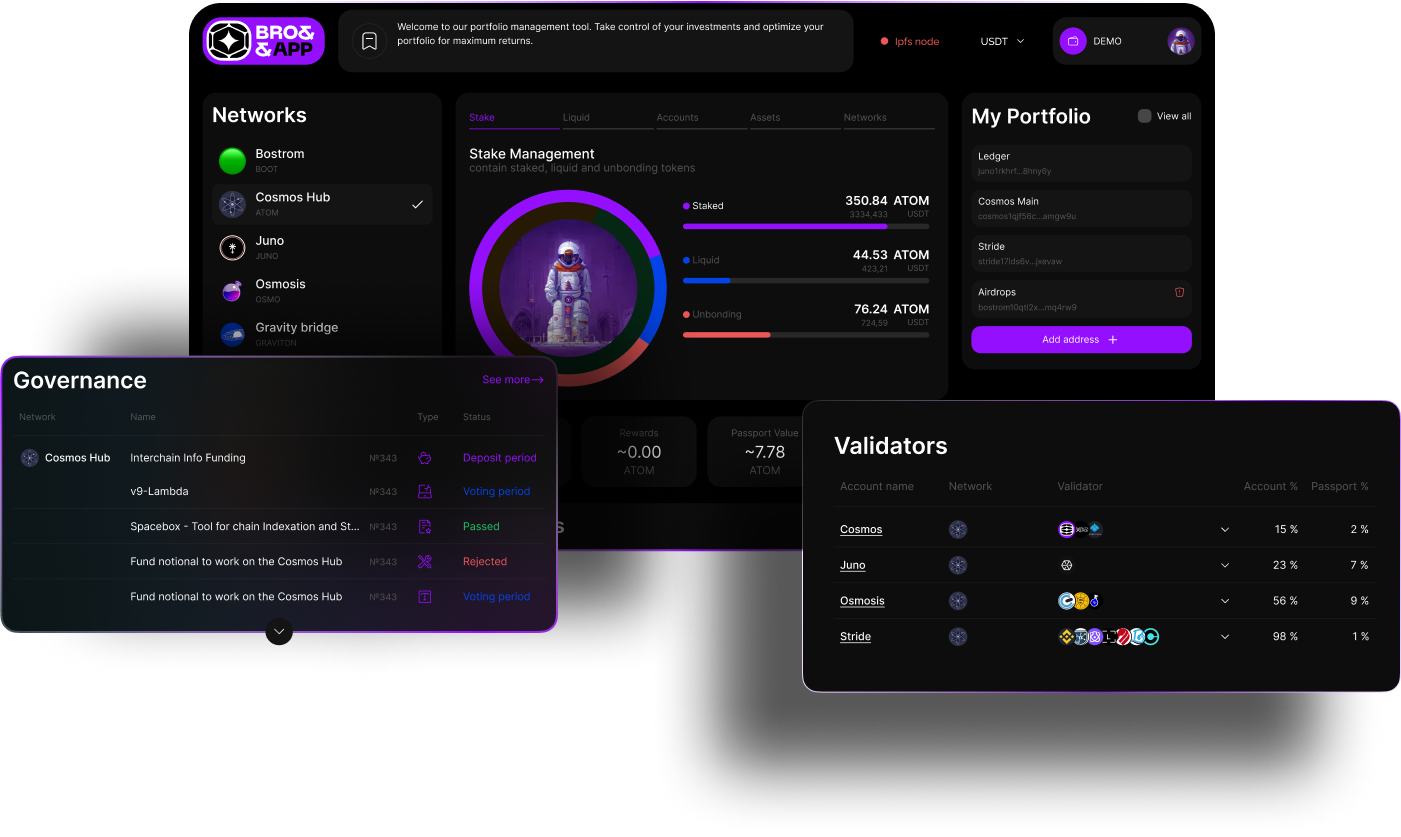 BRO&
&APP
Welcome to our portfolio management tool. Take control of your investments and optimize your
portfolio for maximum returns.
Ipfs node
USDT
DEMO
Networks
Bostrom
BOOT
Cosmos Hub
ATOM
Juno
JUNO
Osmosis
OSMO
Gravity bridge
GRAVITON
Stake Liquid Accounts Assets Networks
Stake Management
contain staked, liquid and unbonding tokens
Staked 350.84 ATOM
3334,433 USDT
Liquid 44.53 ATOM
423,21 USDT
Unbonding 76.24 ATOM
724,59 USDT
My Portfolio
View all
Ledger
juno1rkhrf...8hny6y
Cosmos Main
cosmos1qjf56c...amgw9u
Stride
stride17lds6v...jxevaw
Airdrops
bostrom10qtl2x...mq4rw9
Add address +
Rewards
~0.00
ATOM
Passport Value
~7.78
ATOM
Governance
See more
Network Name Type Status
Cosmos Hub Interchain Info Funding №343 Deposit period
v9-Lambda №343 Voting period
Spacebox - Tool for chain Indexation and St... №343 Passed
Fund notional to work on the Cosmos Hub №343 Rejected
Fund notional to work on the Cosmos Hub №343 Voting period
Validators
Account name Network Validator Account % Passport %
Cosmos 15 % 2 %
Juno 23 % 7 %
Osmosis 56 % 9 %
Stride 98 % 1 %